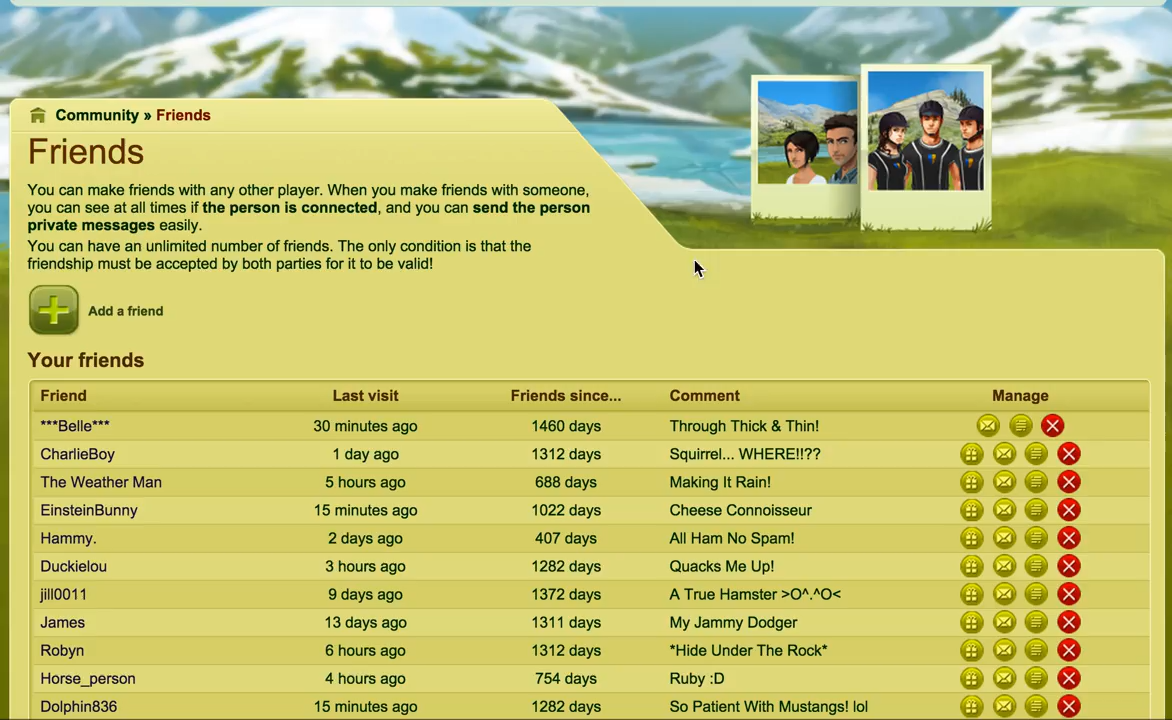 Community » Friends
Friends
You can make friends with any other player. When you make friends with someone,
you can see at all times if the person is connected, and you can send the person
private messages easily.
You can have an unlimited number of friends. The only condition is that the
friendship must be accepted by both parties for it to be valid!
Add a friend
Your friends
Friend Last visit Friends since... Comment Manage
***Belle*** 30 minutes ago 1460 days Through Thick & Thin!
CharlieBoy 1 day ago 1312 days Squirrel... WHERE!!??
The Weather Man 5 hours ago 688 days Making It Rain!
EinsteinBunny 15 minutes ago 1022 days Cheese Connoisseur
Hammy. 2 days ago 407 days All Ham No Spam!
Duckielou 3 hours ago 1282 days Quacks Me Up!
jill0011 9 days ago 1372 days A True Hamster >O^.^O<
James 13 days ago 1311 days My Jammy Dodger
Robyn 6 hours ago 1312 days *Hide Under The Rock*
Horse_person 4 hours ago 754 days Ruby :D
Dolphin836 15 minutes ago 1282 days So Patient With Mustangs! lol